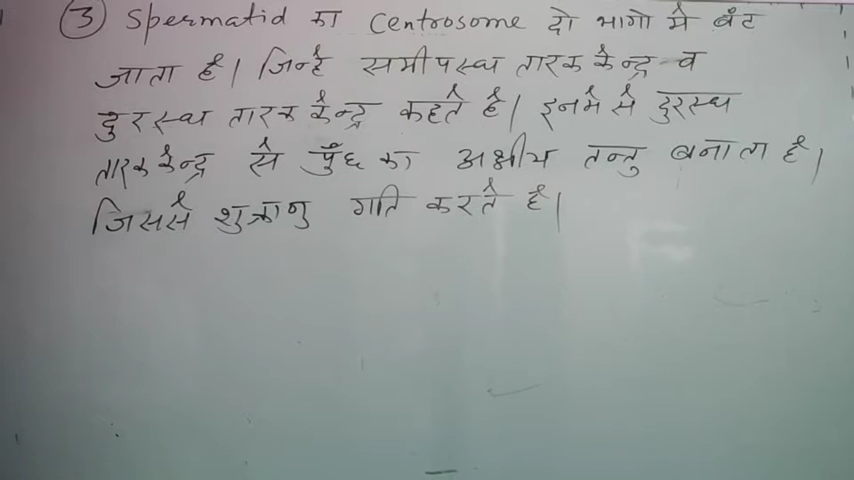 ③ Spermatid का Centrosome दो भागो मे बंट
जाता है। जिन्हे समीपस्थ तारक केन्द्र व
दुरस्थ तारक केन्द्र कहते है। इनमे से दुरस्थ
तारक केन्द्र से पुँछ का अक्षीय तन्तु बनाता है।
जिससे शुक्राणु गति करते है।